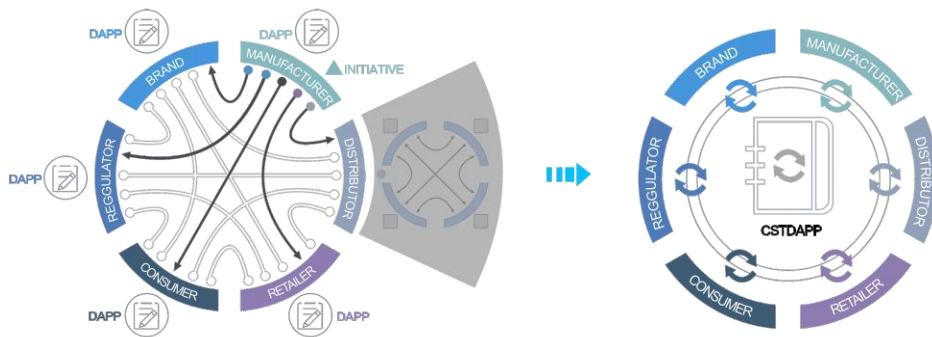 DAPP
DAPP
BRAND
MANUFACTURER
INITIATIVE
REGGULATOR
DISTRIBUTOR
DAPP
CONSUMER
RETAILER
DAPP
DAPP
BRAND
MANUFACTURER
REGGULATOR
DISTRIBUTOR
CSTDAPP
CONSUMER
RETAILER